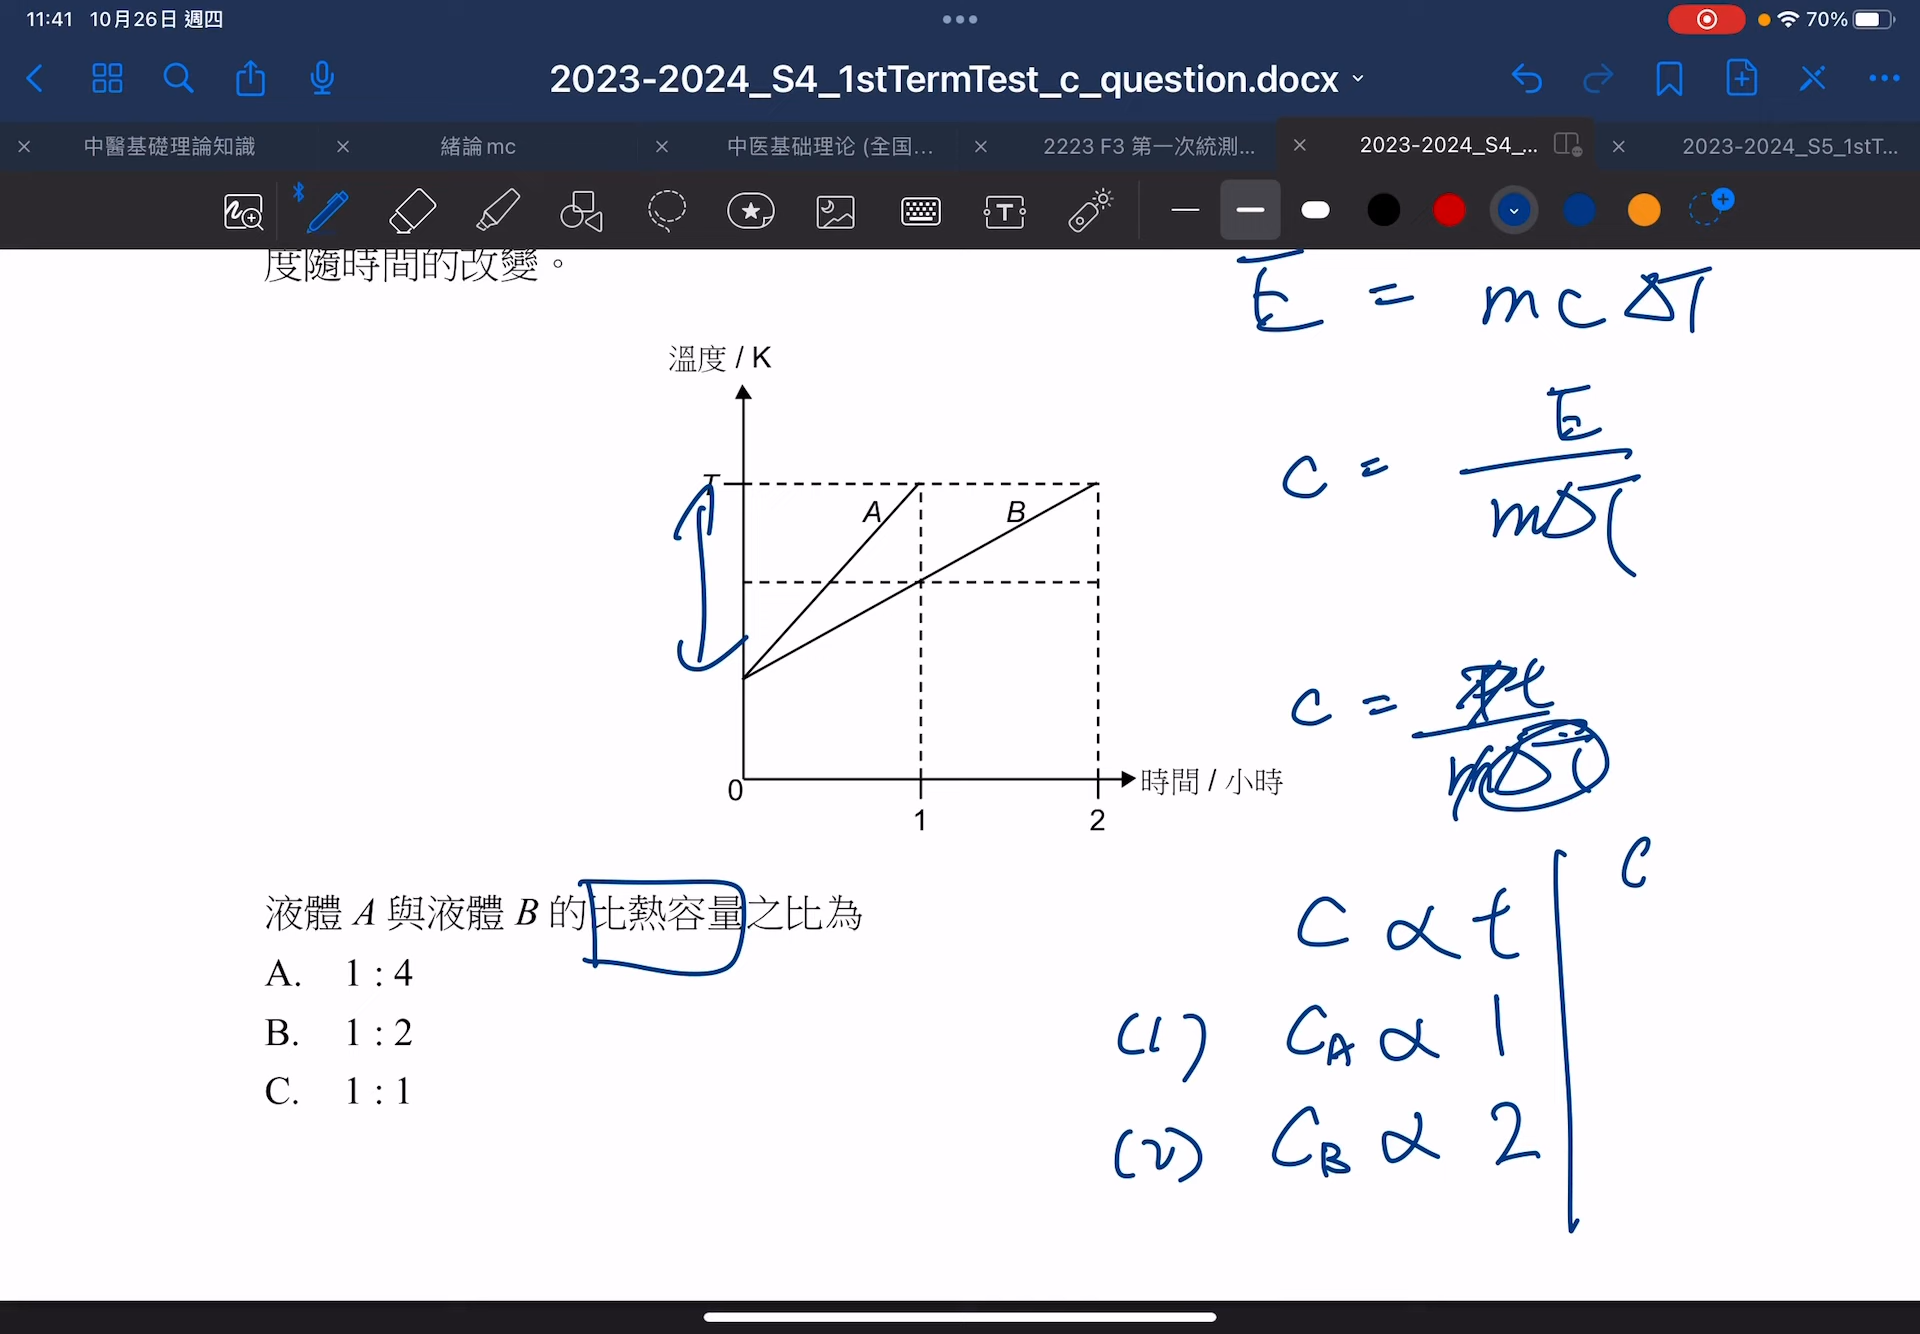 11:41 10月26日 週四
70%
2023-2024_S4_1stTermTest_c_question.docx
中醫基礎理論知識
緒論mc
中医基础理论 (全国...
2223 F3 第一次統測...
2023-2024_S4_...
2023-2024_S5_1stT...
度隨時間的改變。
E = mcΔT
溫度 / K
c = E / mΔT
T
A
B
c = Pt / mΔT
0
1
2
時間 / 小時
C
液體 A 與液體 B 的比熱容量之比為
C ∝ t
A. 1 : 4
(1) CA ∝ 1
B. 1 : 2
C. 1 : 1
(2) CB ∝ 2